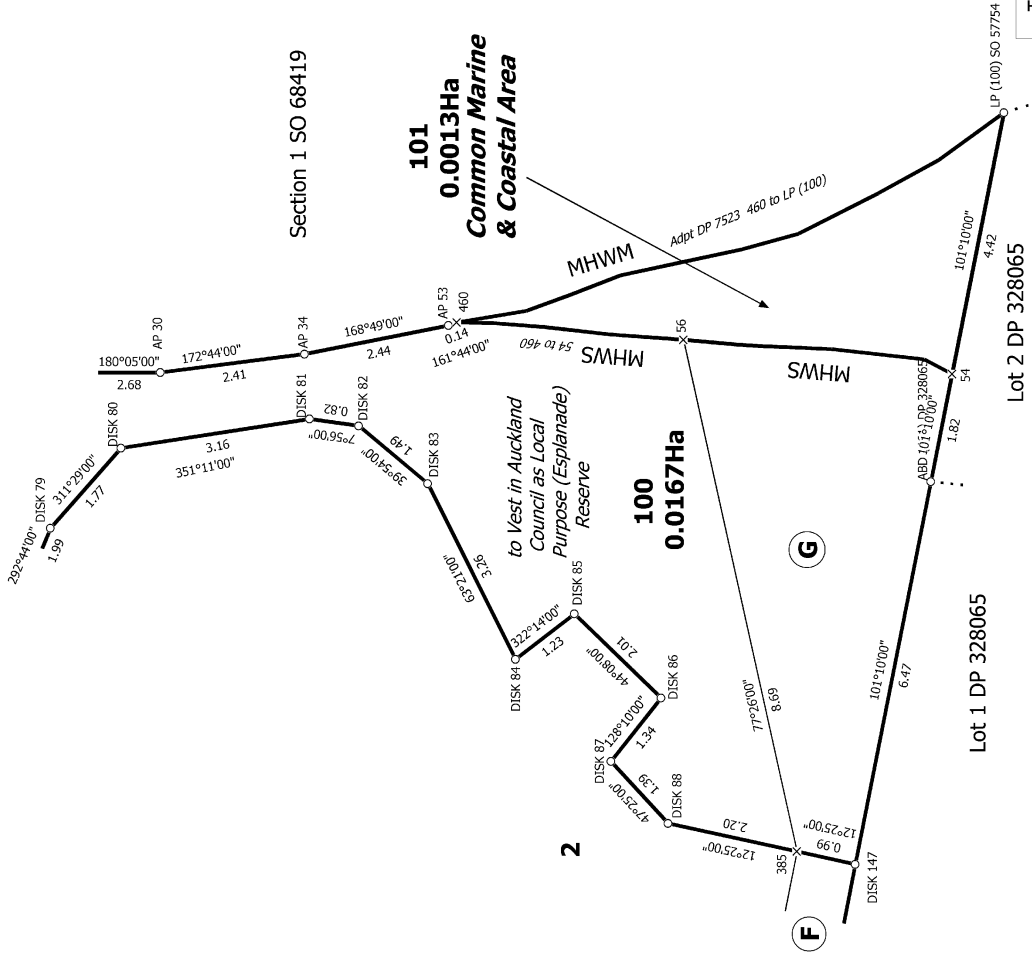 LP (100) SO 57754
Section 1 SO 68419
101
0.0013Ha
Common Marine
& Coastal Area
Adpt DP 7523 460 to LP (100)
MHWM
AP 53
460
AP 30
180°05'00"
2.68
172°44'00"
2.41
AP 34
168°49'00"
2.44
0.14
161°44'00"
54 to 460
MHWS
56
MHWS
101°10'00"
4.42
Lot 2 DP 328065
54
ABD
DP 328065
101°10'00"
1.82
DISK 79
292°44'00"
1.99
311°29'00"
1.77
DISK 80
3.16
351°11'00"
DISK 81
0.82
7°56'00"
DISK 82
1.49
39°54'00"
DISK 83
3.26
63°21'00"
DISK 84
322°14'00"
1.23
DISK 85
2.01
44°08'00"
DISK 86
128°10'00"
1.34
DISK 87
1.39
47°25'00"
DISK 88
2.20
12°25'00"
385
0.99
12°25'00"
DISK 147
to Vest in Auckland
Council as Local
Purpose (Esplanade)
Reserve
100
0.0167Ha
G
77°26'00"
8.69
101°10'00"
6.47
Lot 1 DP 328065
2
F